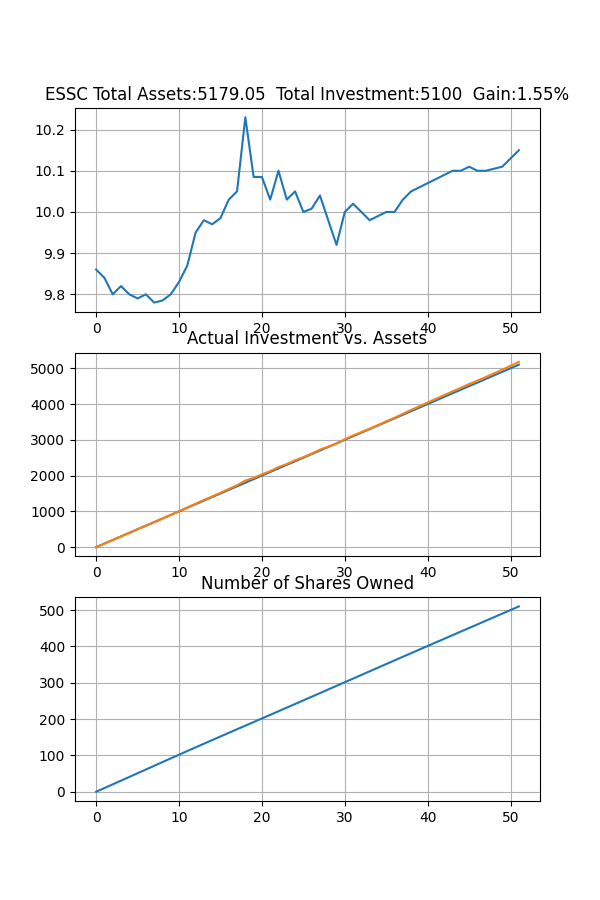 ESSC Total Assets:5179.05  Total Investment:5100  Gain:1.55%
10.2
10.1
10.0
9.9
9.8
0 10 20 30 40 50
Actual Investment vs. Assets
5000
4000
3000
2000
1000
0
0 10 20 30 40 50
Number of Shares Owned
500
400
300
200
100
0
0 10 20 30 40 50